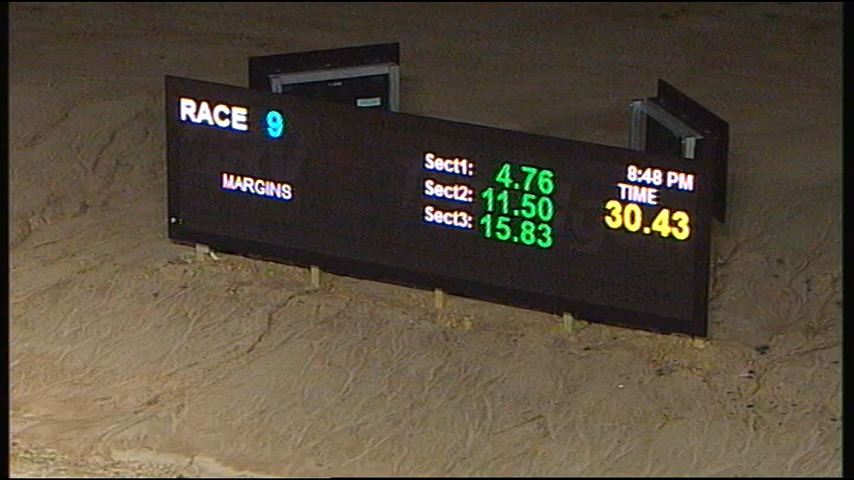 RACE 9
MARGINS
Sect1: 4.76
Sect2: 11.50
Sect3: 15.83
8:48 PM
TIME
30.43